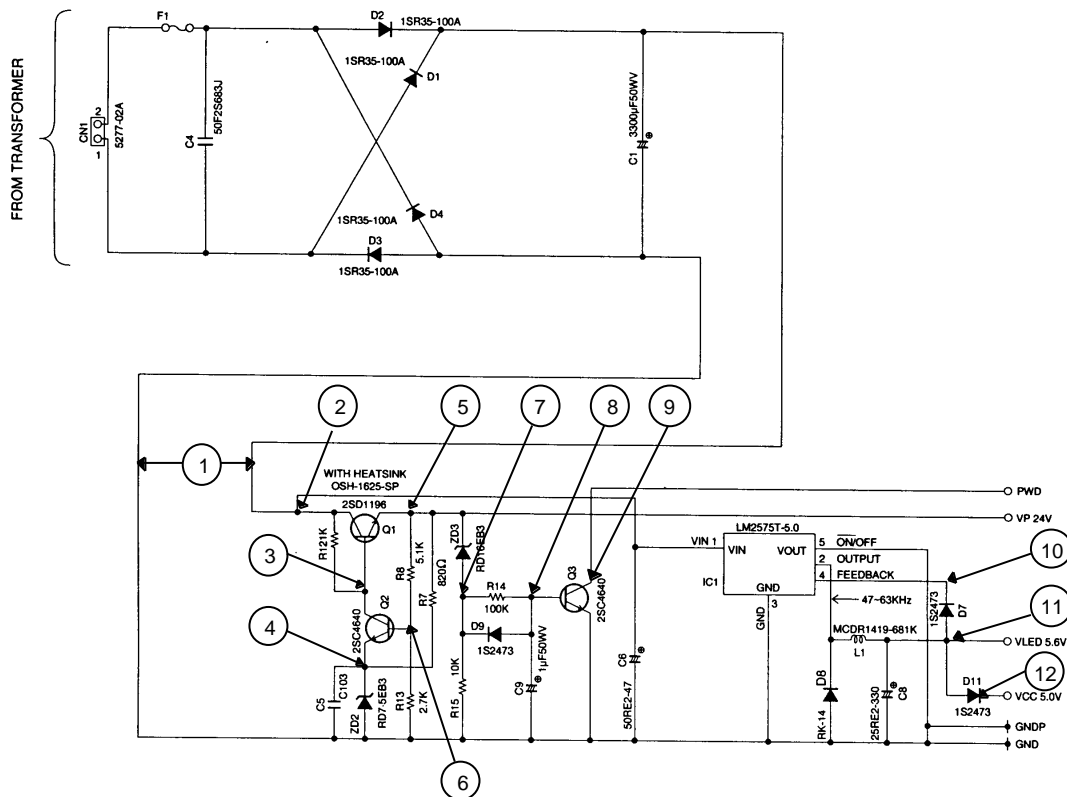 FROM TRANSFORMER
F1
D2
1SR35-100A
1SR35-100A
D1
2
CN1
1
5277-02A
C4
50F2S683J
D4
1SR35-100A
D3
1SR35-100A
C1
3300µF50WV
1
2
5
7
8
9
WITH HEATSINK
OSH-1625-SP
2SD1196
Q1
R121K
R8
5.1K
R7
820Ω
ZD3
RD16EB3
3
Q2
2SC4640
4
R14
100K
Q3
2SC4640
D9
1S2473
C5
C103
ZD2
RD7-5EB3
R13
2.7K
R15
10K
C9
1µF50WV
C6
50RE2-47
6
PWD
VP 24V
LM2575T-5.0
VIN 1
VIN
VOUT
GND
IC1
3
GND
5 ON/OFF
2 OUTPUT
4 FEEDBACK
10
47~63KHz
1S2473
D7
11
MCDR1419-681K
L1
VLED 5.6V
D8
RK-14
C8
25RE2-330
D11
1S2473
12
VCC 5.0V
GNDP
GND